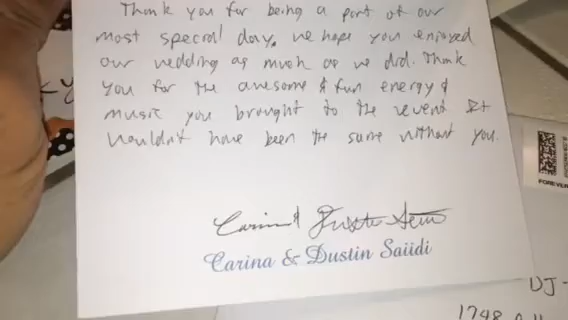 Thank you for being a part of our
most special day, we hope you enjoyed
our wedding as much as we did. Thank
you for the awesome & fun energy &
music you brought to the event It
wouldn't have been the same without you.
Carina & Dustin Saiidi
FOREVER
DJ -
1748